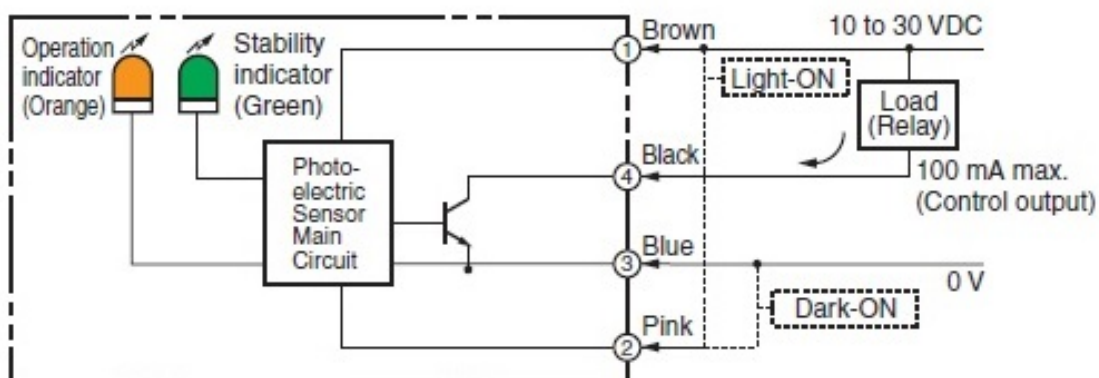 Operation
indicator
(Orange)
Stability
indicator
(Green)
Photo-
electric
Sensor
Main
Circuit
1
Brown
10 to 30 VDC
Light-ON
Load
(Relay)
4
Black
100 mA max.
(Control output)
3
Blue
0 V
Dark-ON
2
Pink